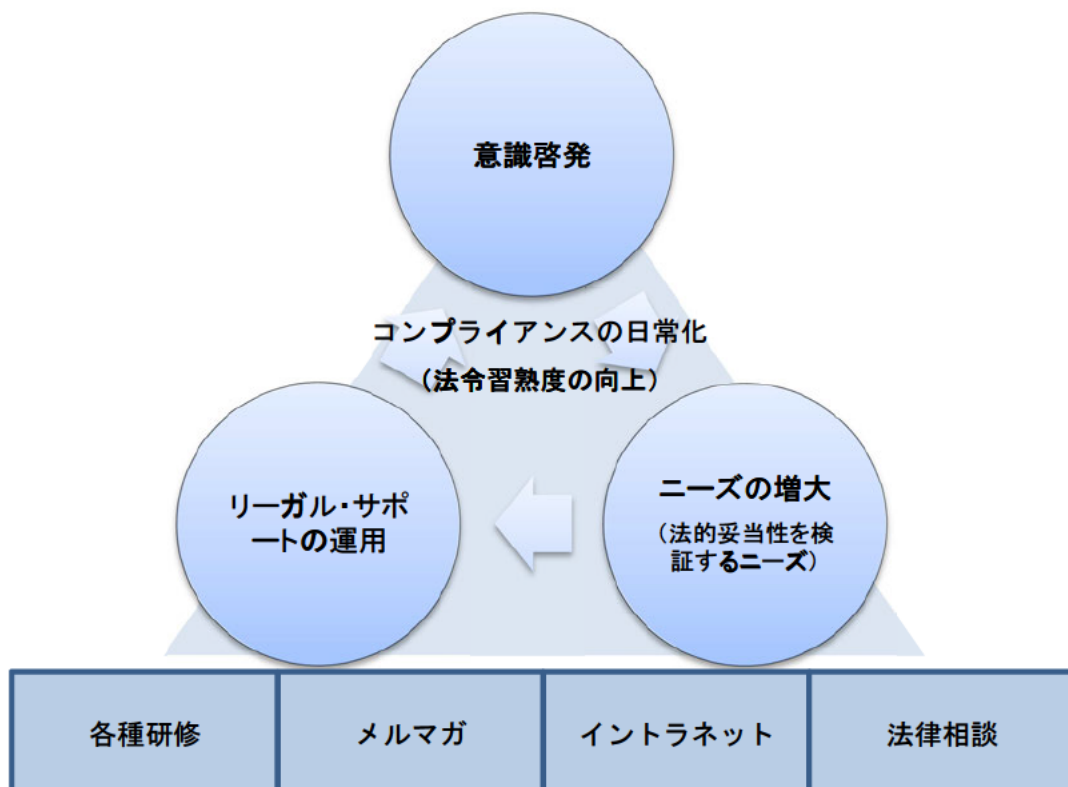 意識啓発
コンプライアンスの日常化
（法令習熟度の向上）
リーガル・サポ
ートの運用
ニーズの増大
（法的妥当性を検
証するニーズ）
各種研修
メルマガ
イントラネット
法律相談